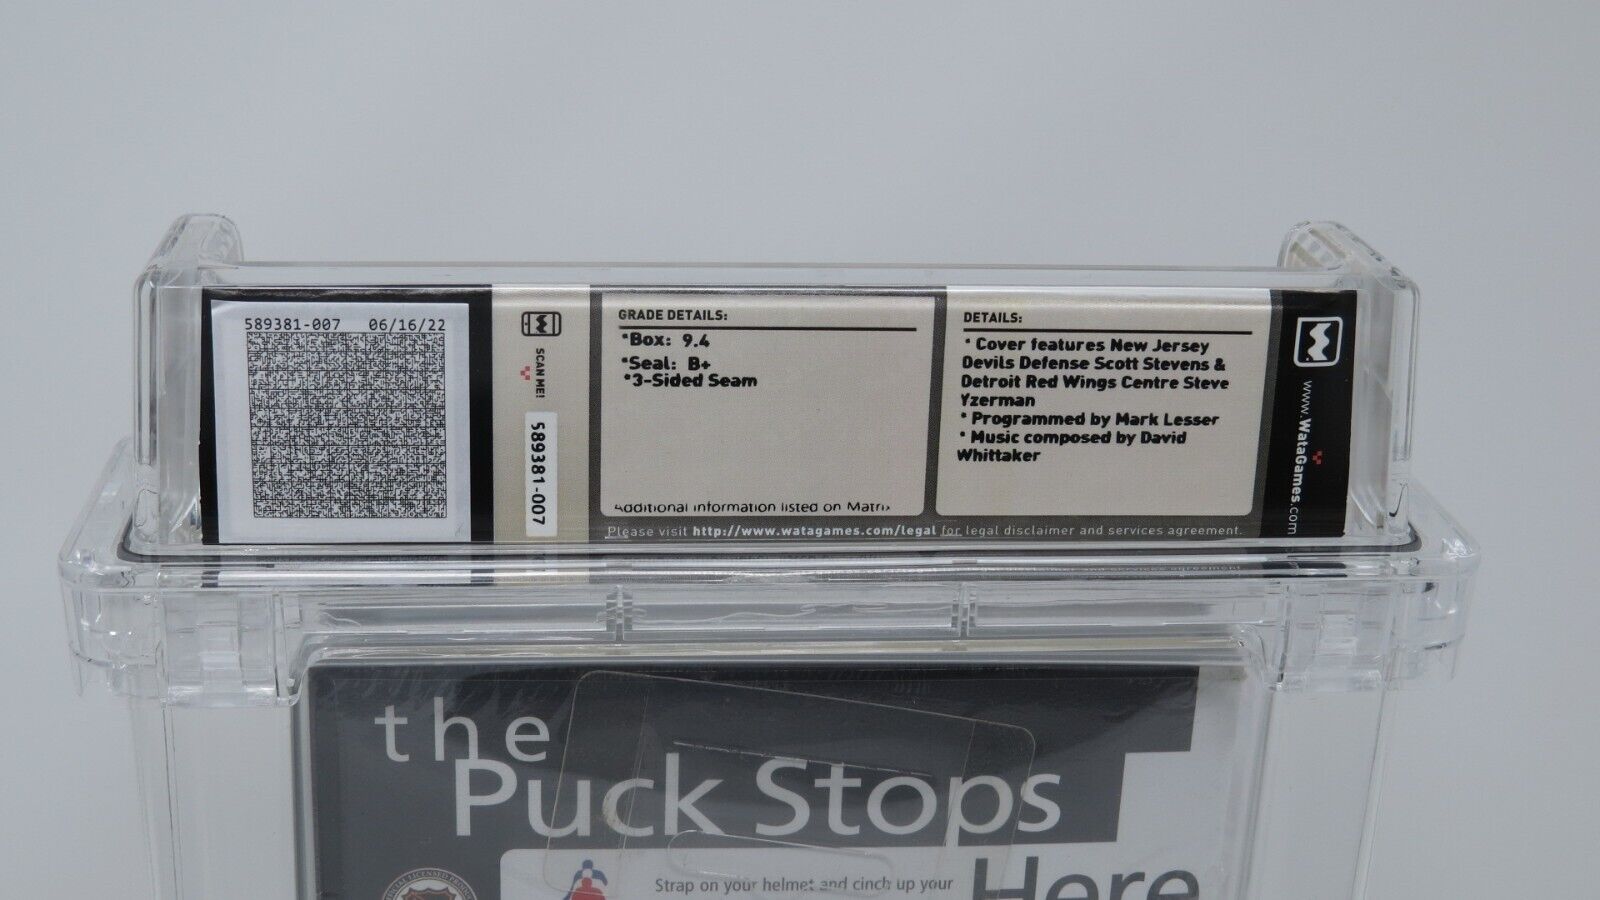 589381-007 06/16/22
SCAN ME!
589381-007
GRADE DETAILS:
*Box: 9.4
*Seal: B+
*3-Sided Seam
Additional information listed on Matrix
DETAILS:
* Cover features New Jersey
Devils Defense Scott Stevens &
Detroit Red Wings Centre Steve
Yzerman
* Programmed by Mark Lesser
* Music composed by David
Whittaker
Please visit http://www.watagames.com/legal for legal disclaimer and services agreement.
www.WataGames.com
the
Puck Stops
Here
Strap on your helmet and cinch up your